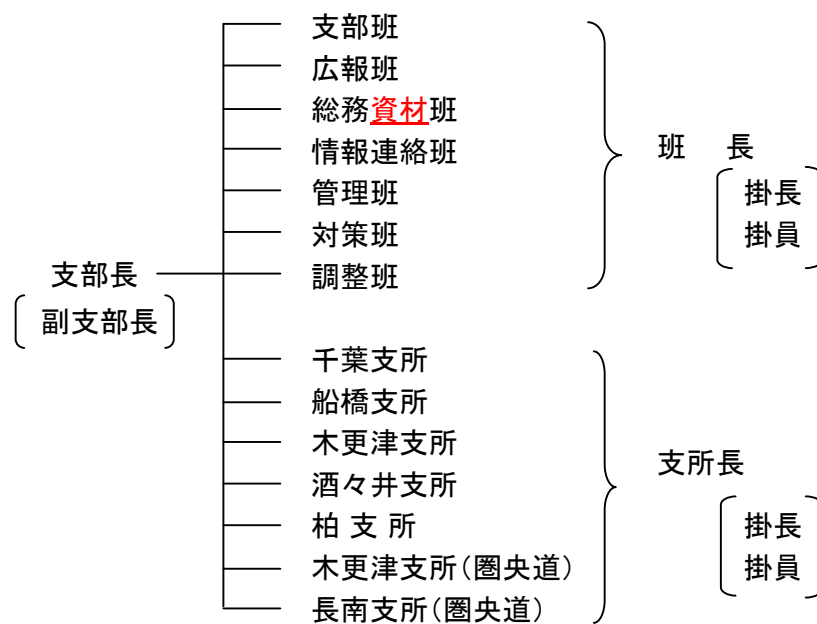 支部班
広報班
総務資材班
情報連絡班
管理班
対策班
調整班
班 長
掛長
掛員
支部長
副支部長
千葉支所
船橋支所
木更津支所
酒々井支所
柏 支 所
木更津支所(圏央道)
長南支所(圏央道)
支所長
掛長
掛員